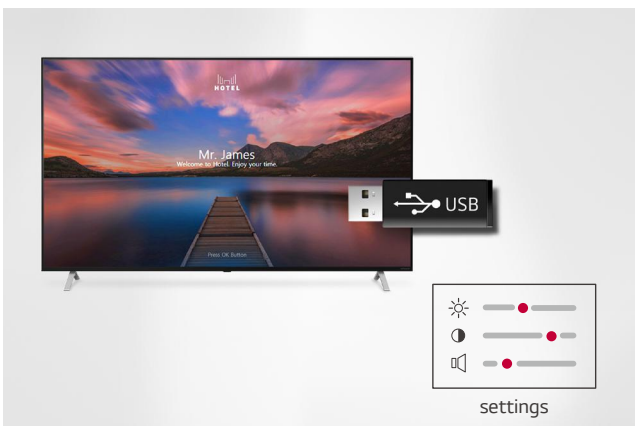 HOTEL
Mr. James
Welcome to Hotel. Enjoy your time.
Press OK Button
USB
settings